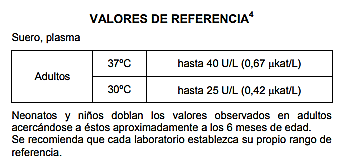 VALORES DE REFERENCIA4
Suero, plasma
Adultos
37ºC hasta 40 U/L (0,67 µkat/L)
30ºC hasta 25 U/L (0,42 µkat/L)
Neonatos y niños doblan los valores observados en adultos
acercándose a éstos aproximadamente a los 6 meses de edad.
Se recomienda que cada laboratorio establezca su propio rango de
referencia.